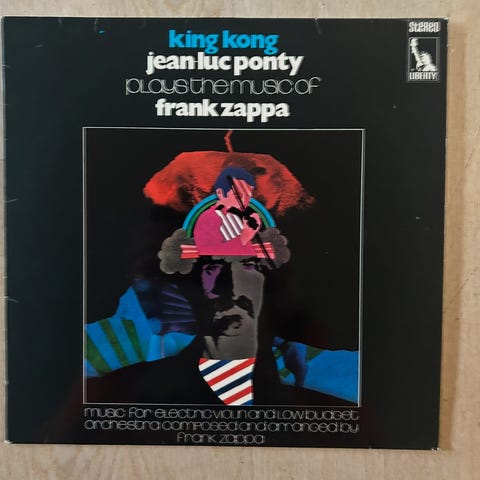 king kong
jean-luc ponty
plays the music of
frank zappa
Stereo
LIBERTY
music for electric violin and low budget
orchestra composed and arranged by
frank zappa